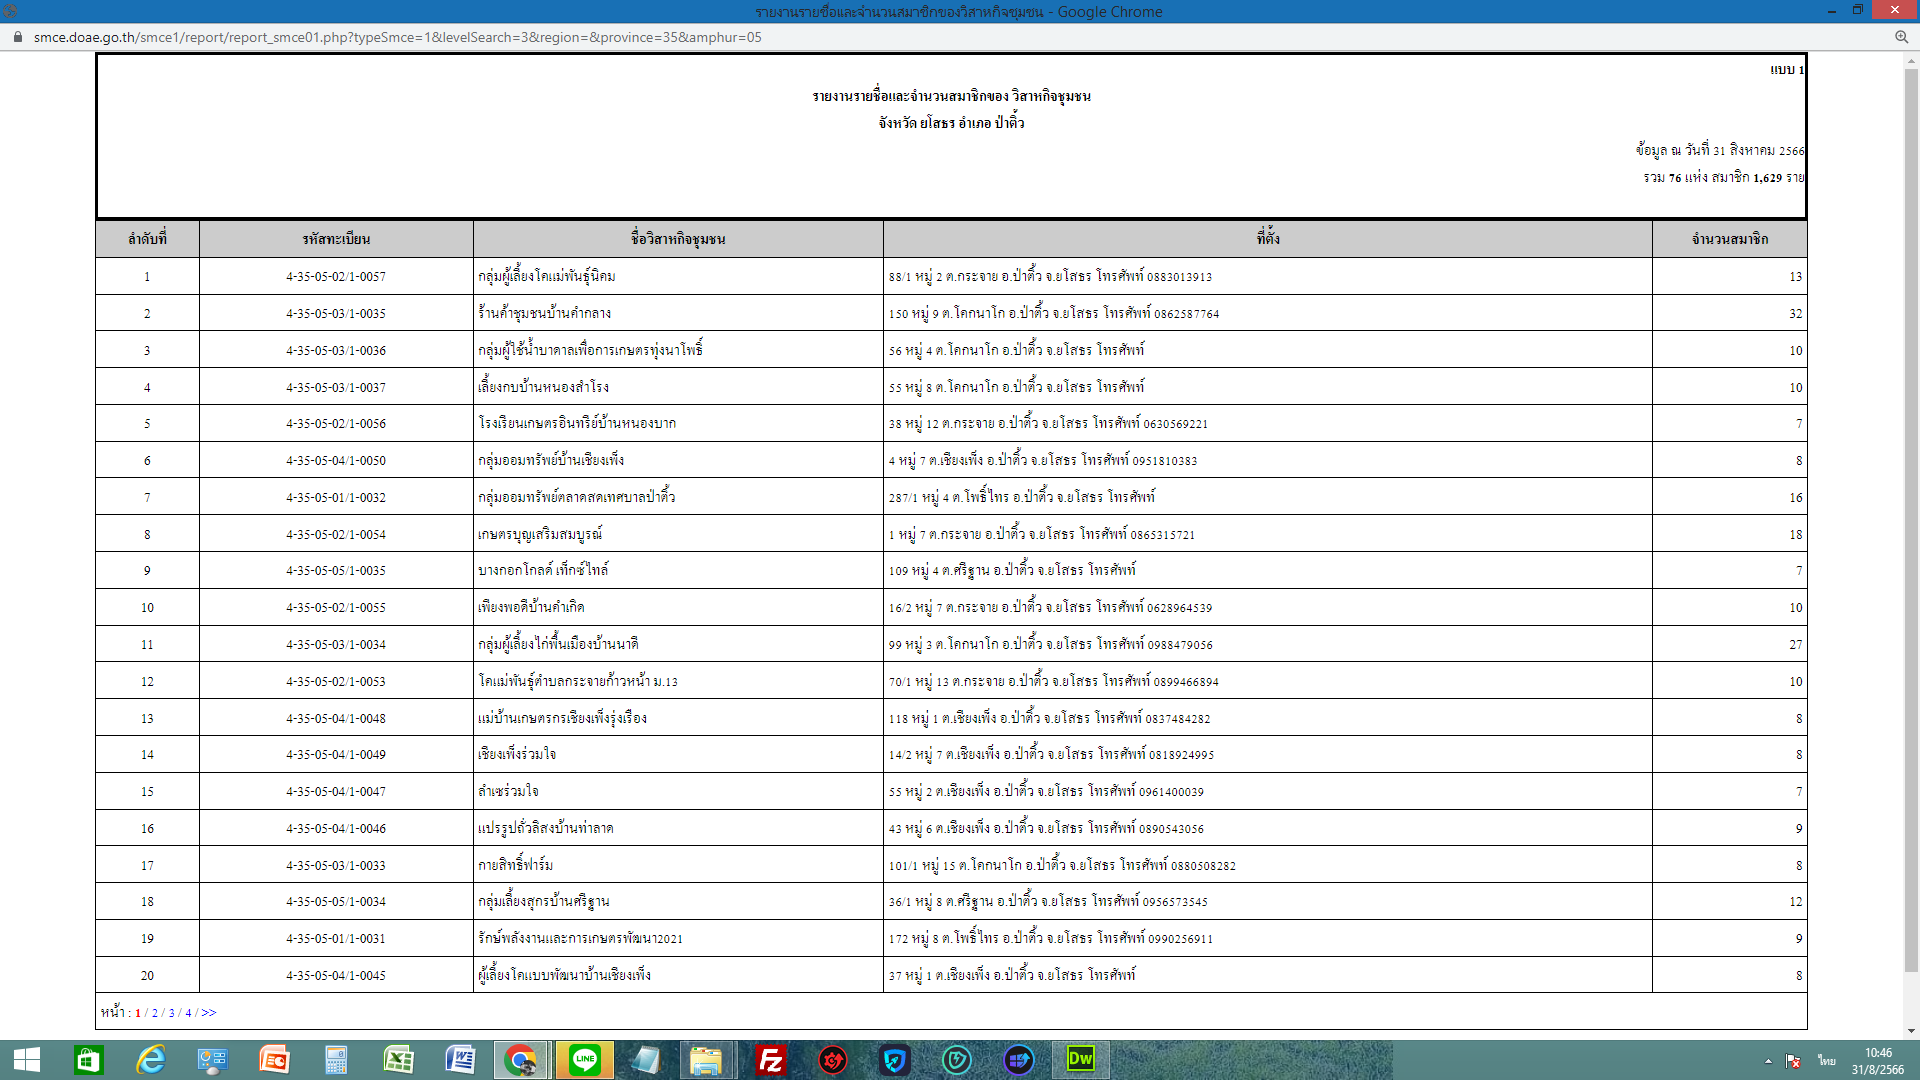 รายงานรายชื่อและจำนวนสมาชิกของวิสาหกิจชุมชน - Google Chrome
smce.doae.go.th/smce1/report/report_smce01.php?typeSmce=1&levelSearch=3&region=&province=35&amphur=05
แบบ 1
รายงานรายชื่อและจำนวนสมาชิกของ วิสาหกิจชุมชน
จังหวัด ยโสธร อำเภอ ป่าติ้ว
ข้อมูล ณ วันที่ 31 สิงหาคม 2566
รวม 76 แห่ง สมาชิก 1,629 ราย
ลำดับที่ รหัสทะเบียน ชื่อวิสาหกิจชุมชน ที่ตั้ง จำนวนสมาชิก
1 4-35-05-02/1-0057 กลุ่มผู้เลี้ยงโคแม่พันธุ์นิคม 88/1 หมู่ 2 ต.กระจาย อ.ป่าติ้ว จ.ยโสธร โทรศัพท์ 0883013913 13
2 4-35-05-03/1-0035 ร้านค้าชุมชนบ้านคำกลาง 150 หมู่ 9 ต.โคกนาโก อ.ป่าติ้ว จ.ยโสธร โทรศัพท์ 0862587764 32
3 4-35-05-03/1-0036 กลุ่มผู้ใช้น้ำบาดาลเพื่อการเกษตรทุ่งนาโพธิ์ 56 หมู่ 4 ต.โคกนาโก อ.ป่าติ้ว จ.ยโสธร โทรศัพท์ 10
4 4-35-05-03/1-0037 เลี้ยงกบบ้านหนองสำโรง 55 หมู่ 8 ต.โคกนาโก อ.ป่าติ้ว จ.ยโสธร โทรศัพท์ 10
5 4-35-05-02/1-0056 โรงเรียนเกษตรอินทรีย์บ้านหนองบาก 38 หมู่ 12 ต.กระจาย อ.ป่าติ้ว จ.ยโสธร โทรศัพท์ 0630569221 7
6 4-35-05-04/1-0050 กลุ่มออมทรัพย์บ้านเชียงเพ็ง 4 หมู่ 7 ต.เชียงเพ็ง อ.ป่าติ้ว จ.ยโสธร โทรศัพท์ 0951810383 8
7 4-35-05-01/1-0032 กลุ่มออมทรัพย์ตลาดสดเทศบาลป่าติ้ว 287/1 หมู่ 4 ต.โพธิ์ไทร อ.ป่าติ้ว จ.ยโสธร โทรศัพท์ 16
8 4-35-05-02/1-0054 เกษตรบุญเสริมสมบูรณ์ 1 หมู่ 7 ต.กระจาย อ.ป่าติ้ว จ.ยโสธร โทรศัพท์ 0865315721 18
9 4-35-05-05/1-0035 บางกอกโกลด์ เท็กซ์ไทล์ 109 หมู่ 4 ต.ศรีฐาน อ.ป่าติ้ว จ.ยโสธร โทรศัพท์ 7
10 4-35-05-02/1-0055 เพียงพอดีบ้านคำเกิด 16/2 หมู่ 7 ต.กระจาย อ.ป่าติ้ว จ.ยโสธร โทรศัพท์ 0628964539 10
11 4-35-05-03/1-0034 กลุ่มผู้เลี้ยงไก่พื้นเมืองบ้านนาดี 99 หมู่ 3 ต.โคกนาโก อ.ป่าติ้ว จ.ยโสธร โทรศัพท์ 0988479056 27
12 4-35-05-02/1-0053 โคแม่พันธุ์ตำบลกระจายก้าวหน้า ม.13 70/1 หมู่ 13 ต.กระจาย อ.ป่าติ้ว จ.ยโสธร โทรศัพท์ 0899466894 10
13 4-35-05-04/1-0048 แม่บ้านเกษตรกรเชียงเพ็งรุ่งเรือง 118 หมู่ 1 ต.เชียงเพ็ง อ.ป่าติ้ว จ.ยโสธร โทรศัพท์ 0837484282 8
14 4-35-05-04/1-0049 เชียงเพ็งร่วมใจ 14/2 หมู่ 7 ต.เชียงเพ็ง อ.ป่าติ้ว จ.ยโสธร โทรศัพท์ 0818924995 8
15 4-35-05-04/1-0047 ลำเซร่วมใจ 55 หมู่ 2 ต.เชียงเพ็ง อ.ป่าติ้ว จ.ยโสธร โทรศัพท์ 0961400039 7
16 4-35-05-04/1-0046 แปรรูปถั่วลิสงบ้านท่าลาด 43 หมู่ 6 ต.เชียงเพ็ง อ.ป่าติ้ว จ.ยโสธร โทรศัพท์ 0890543056 9
17 4-35-05-03/1-0033 กายสิทธิ์ฟาร์ม 101/1 หมู่ 15 ต.โคกนาโก อ.ป่าติ้ว จ.ยโสธร โทรศัพท์ 0880508282 8
18 4-35-05-05/1-0034 กลุ่มเลี้ยงสุกรบ้านศรีฐาน 36/1 หมู่ 8 ต.ศรีฐาน อ.ป่าติ้ว จ.ยโสธร โทรศัพท์ 0956573545 12
19 4-35-05-01/1-0031 รักษ์พลังงานและการเกษตรพัฒนา2021 172 หมู่ 8 ต.โพธิ์ไทร อ.ป่าติ้ว จ.ยโสธร โทรศัพท์ 0990256911 9
20 4-35-05-04/1-0045 ผู้เลี้ยงโคแบบพัฒนาบ้านเชียงเพ็ง 37 หมู่ 1 ต.เชียงเพ็ง อ.ป่าติ้ว จ.ยโสธร โทรศัพท์ 8
หน้า : 1 / 2 / 3 / 4 / >>
LINE
Fz
Dw
ไทย
10:46
31/8/2566